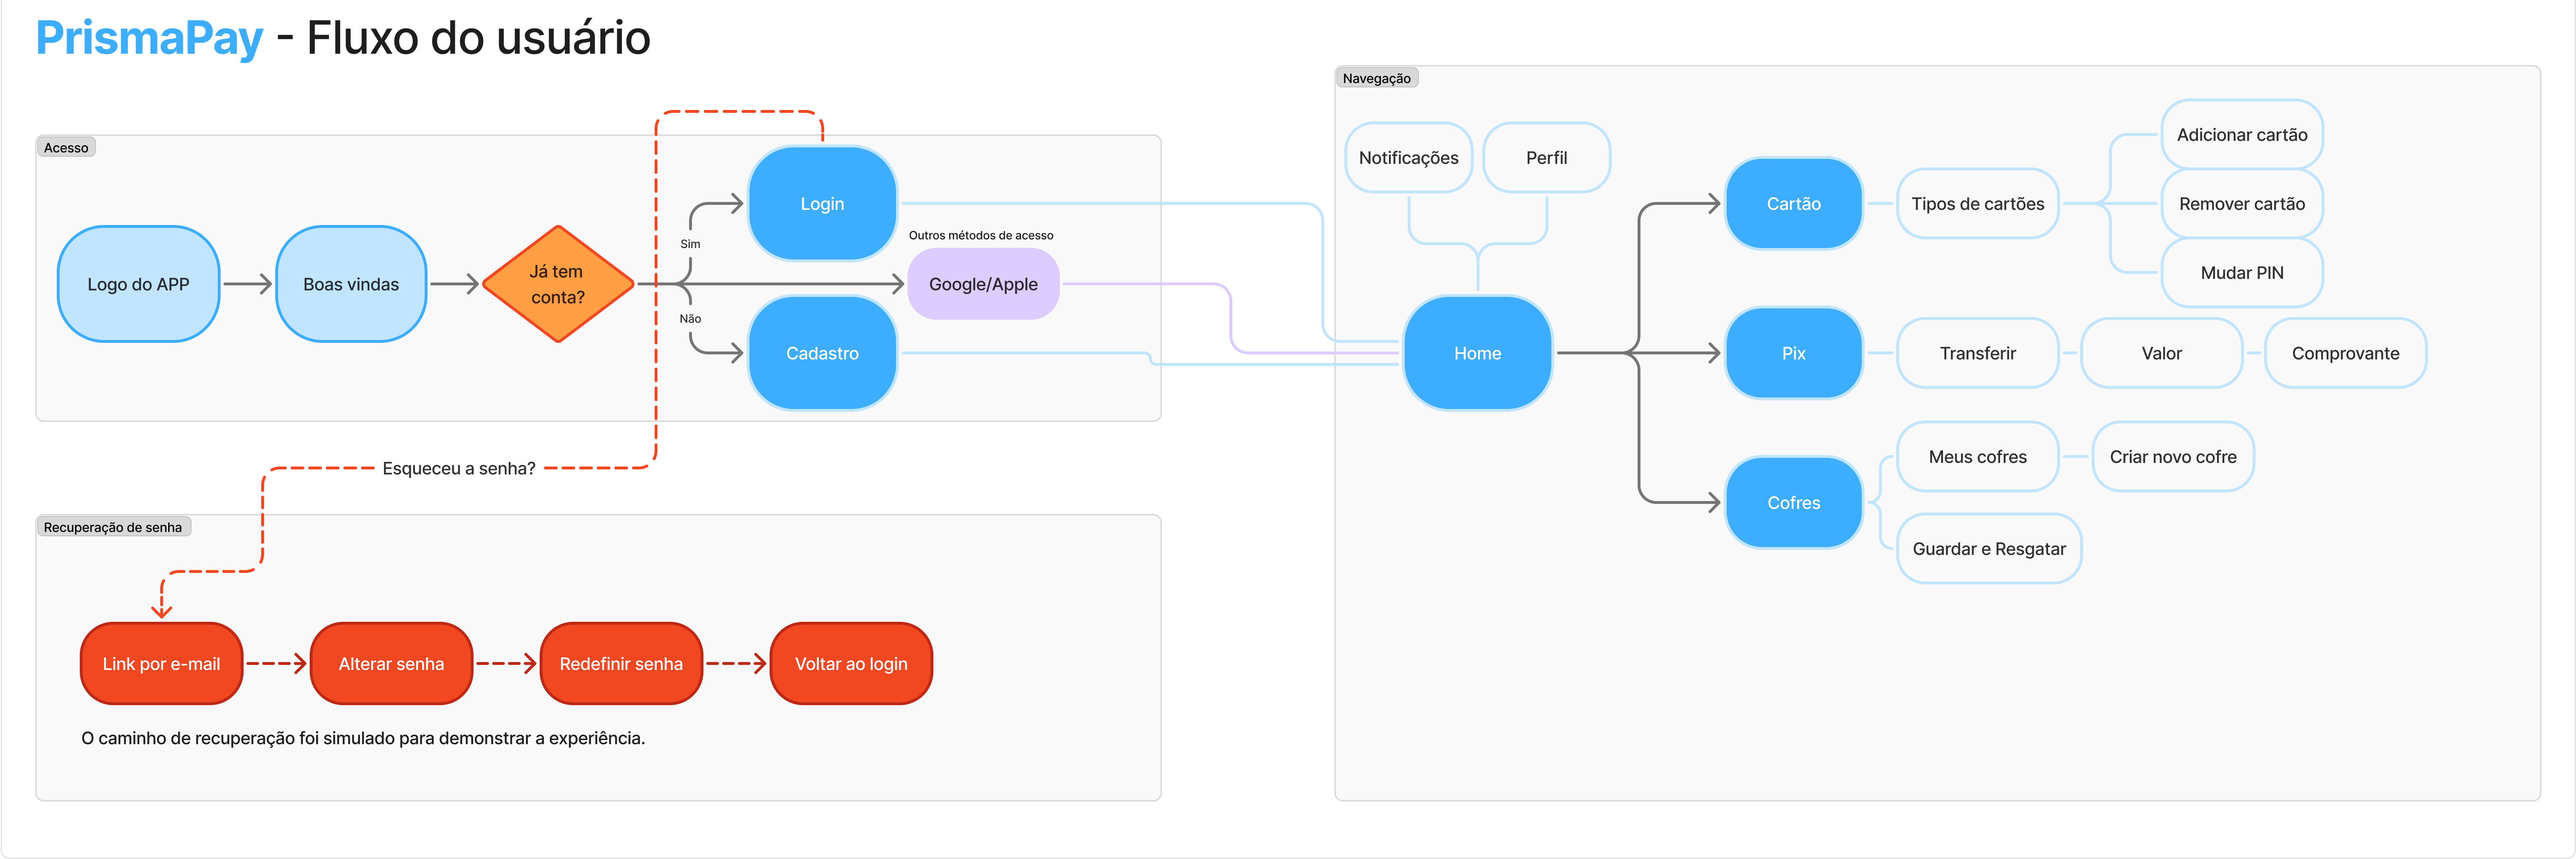 PrismaPay - Fluxo do usuário
Acesso
Logo do APP
Boas vindas
Já tem
conta?
Sim
Não
Login
Outros métodos de acesso
Google/Apple
Cadastro
Esqueceu a senha?
Recuperação de senha
Link por e-mail
Alterar senha
Redefinir senha
Voltar ao login
O caminho de recuperação foi simulado para demonstrar a experiência.
Navegação
Notificações
Perfil
Home
Cartão
Tipos de cartões
Adicionar cartão
Remover cartão
Mudar PIN
Pix
Transferir
Valor
Comprovante
Cofres
Meus cofres
Criar novo cofre
Guardar e Resgatar